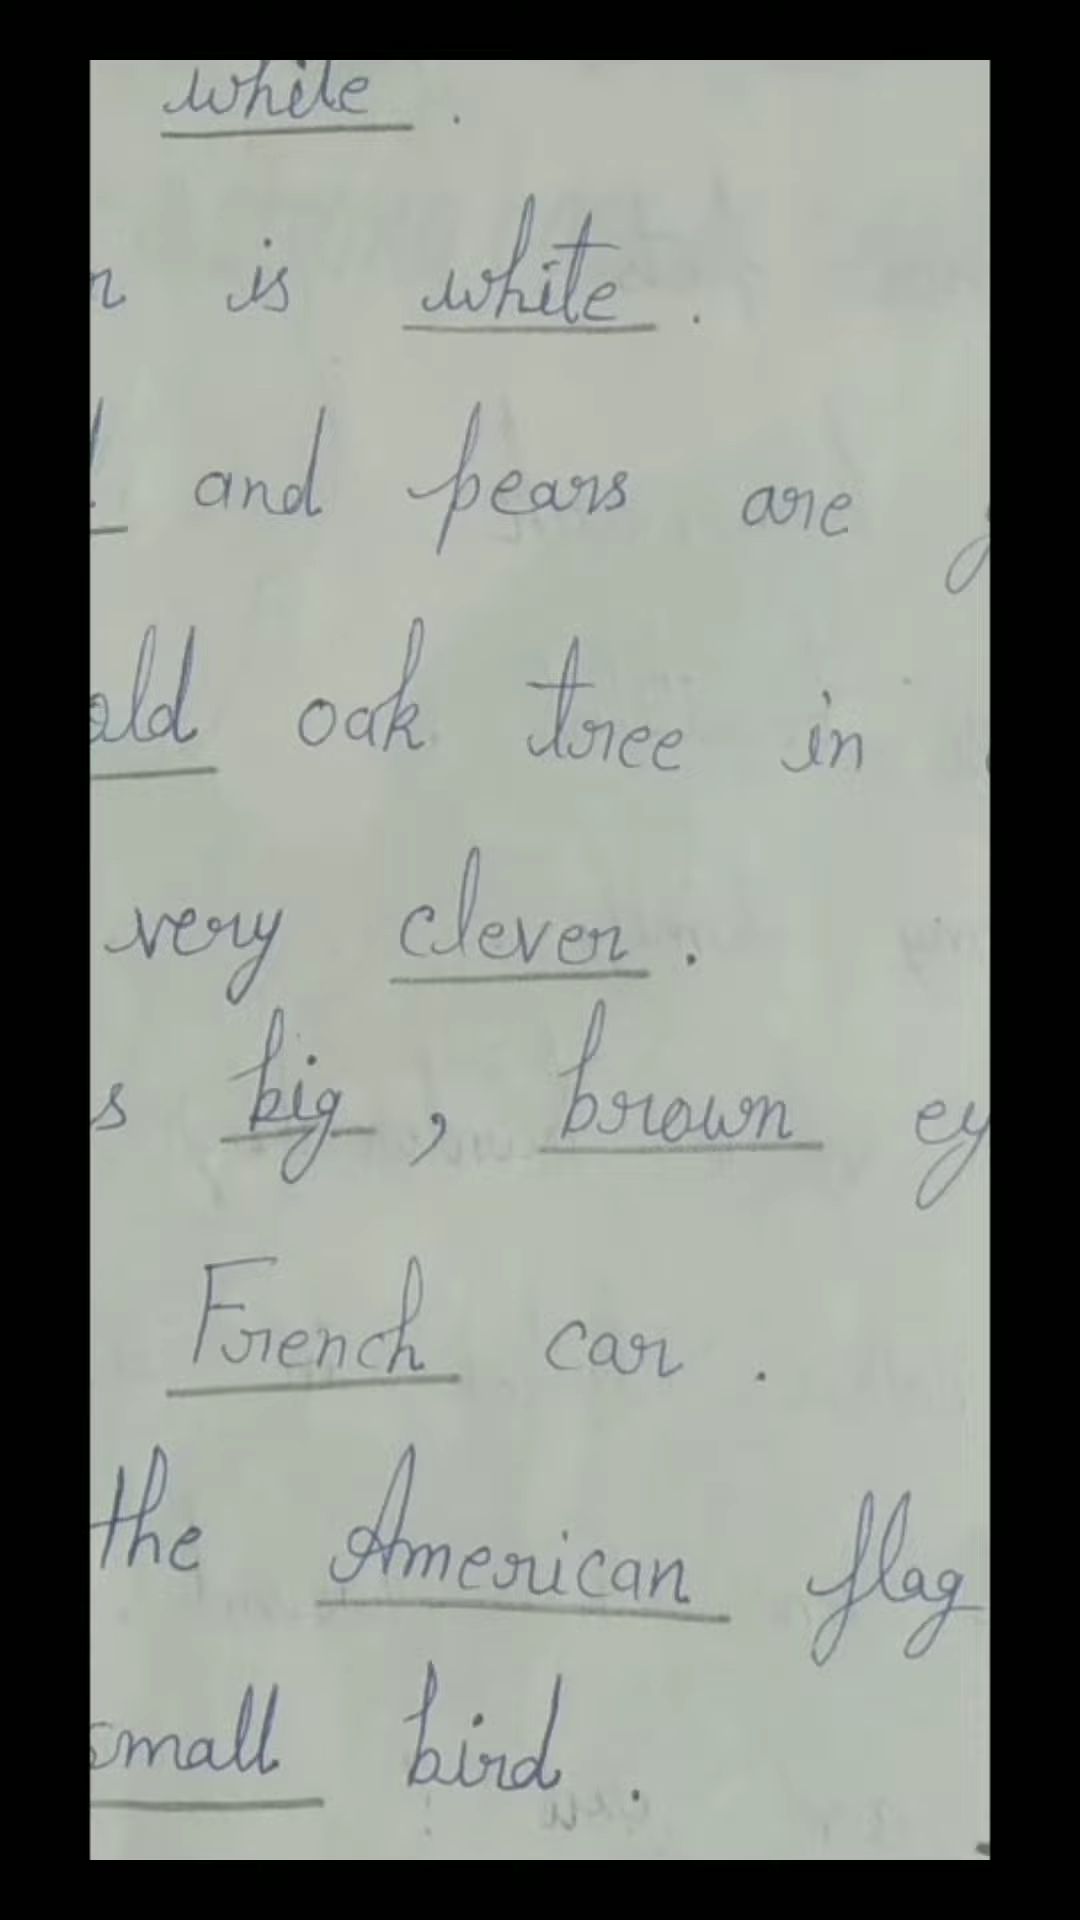 white.
is white.
and pears are
old oak tree in
very clever.
s big, brown ey
French car.
the American flag
small bird.